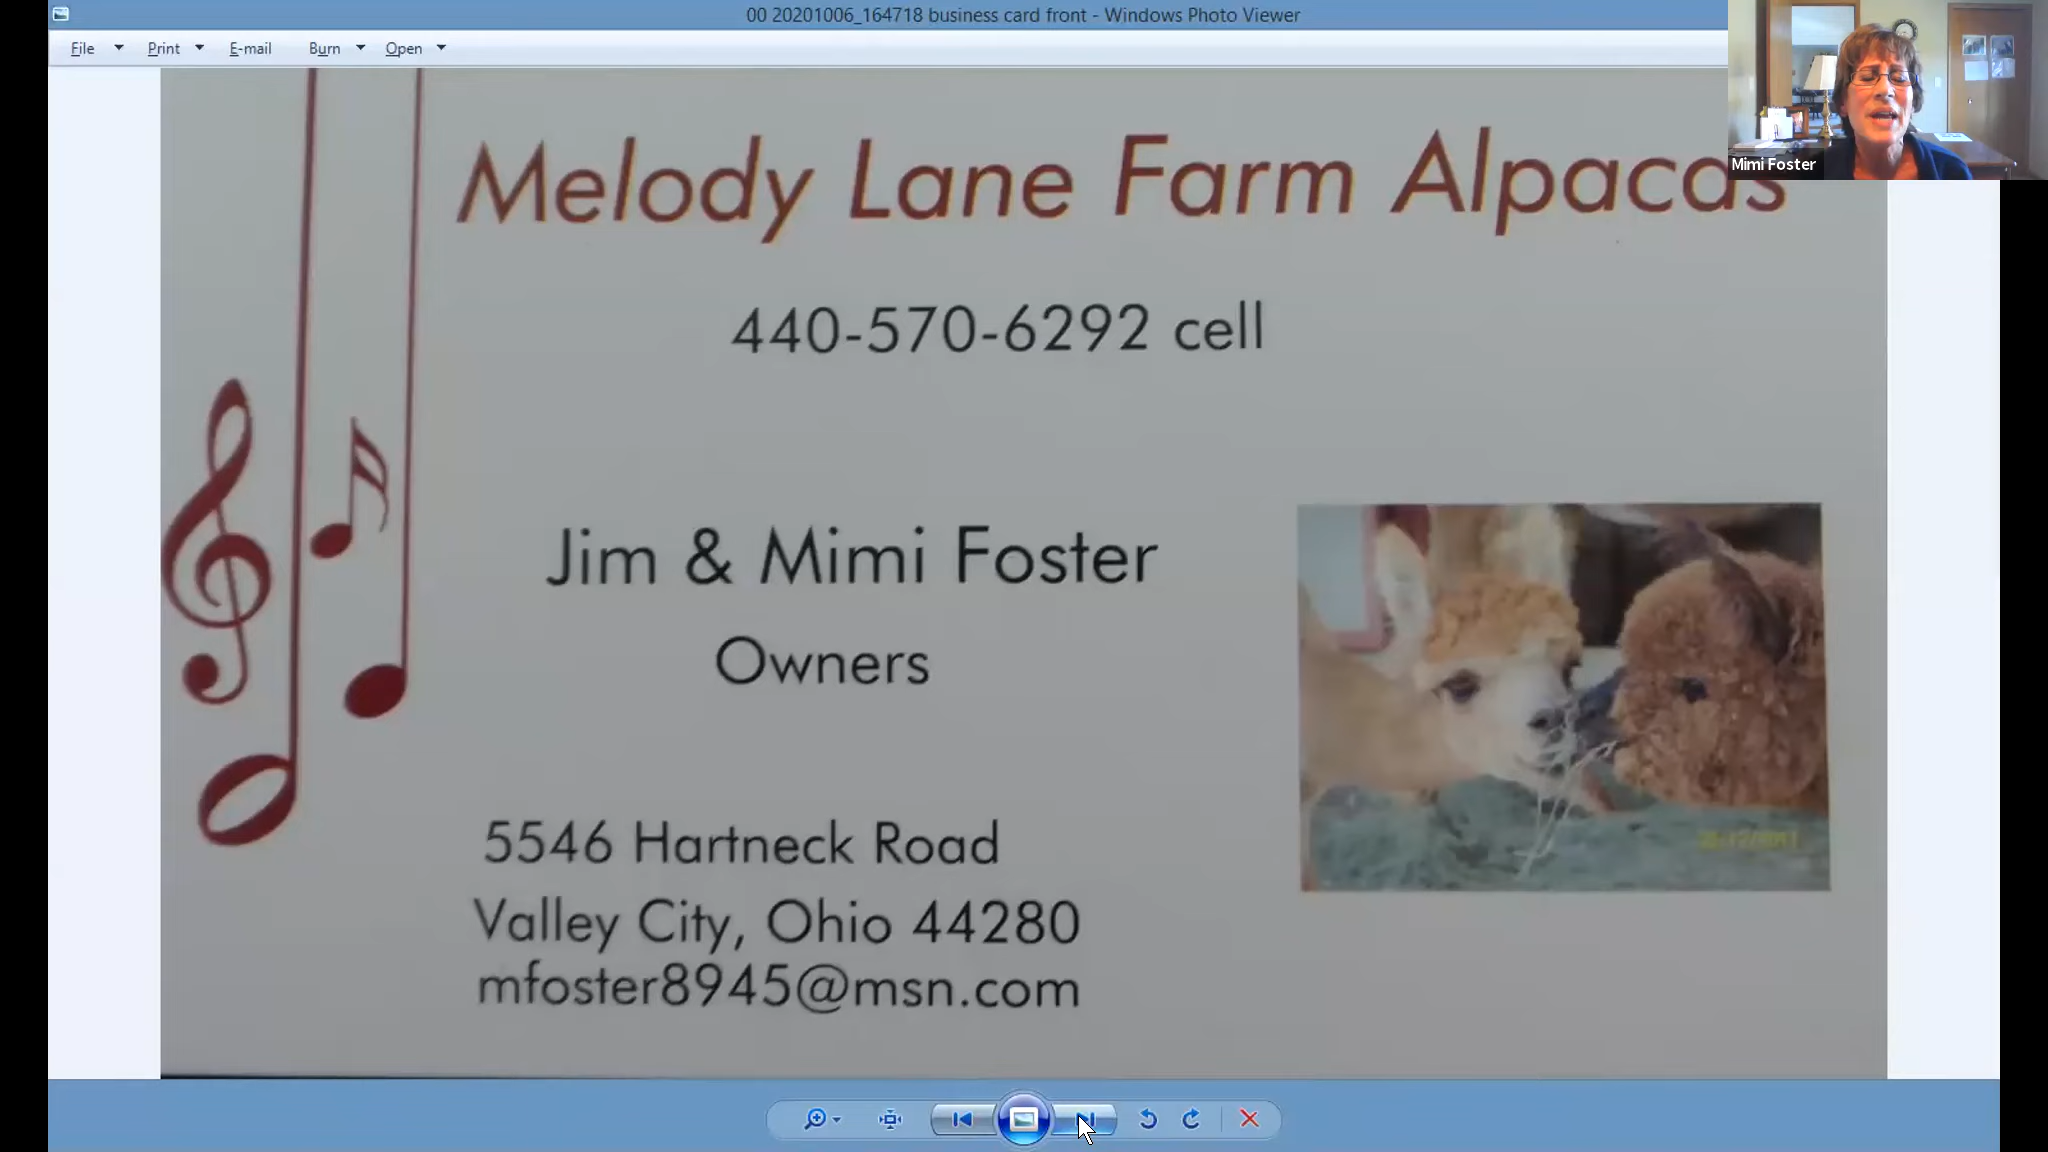 00 20201006_164718 business card front - Windows Photo Viewer
File Print E-mail Burn Open
Mimi Foster
Melody Lane Farm Alpacas
440-570-6292 cell
Jim & Mimi Foster
Owners
5546 Hartneck Road
Valley City, Ohio 44280
mfoster8945@msn.com